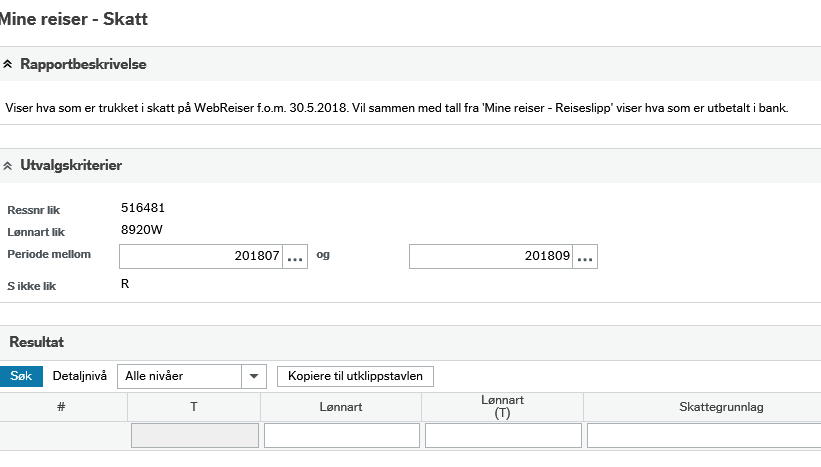 Mine reiser - Skatt
Rapportbeskrivelse
Viser hva som er trukket i skatt på WebReiser f.o.m. 30.5.2018. Vil sammen med tall fra 'Mine reiser - Reiseslipp' viser hva som er utbetalt i bank.
Utvalgskriterier
Ressnr lik 516481
Lønnart lik 8920W
Periode mellom 201807 ... og 201809 ...
S ikke lik R
Resultat
Søk Detaljnivå Alle nivåer Kopiere til utklippstavlen
# T Lønnart Lønnart (T) Skattegrunnlag